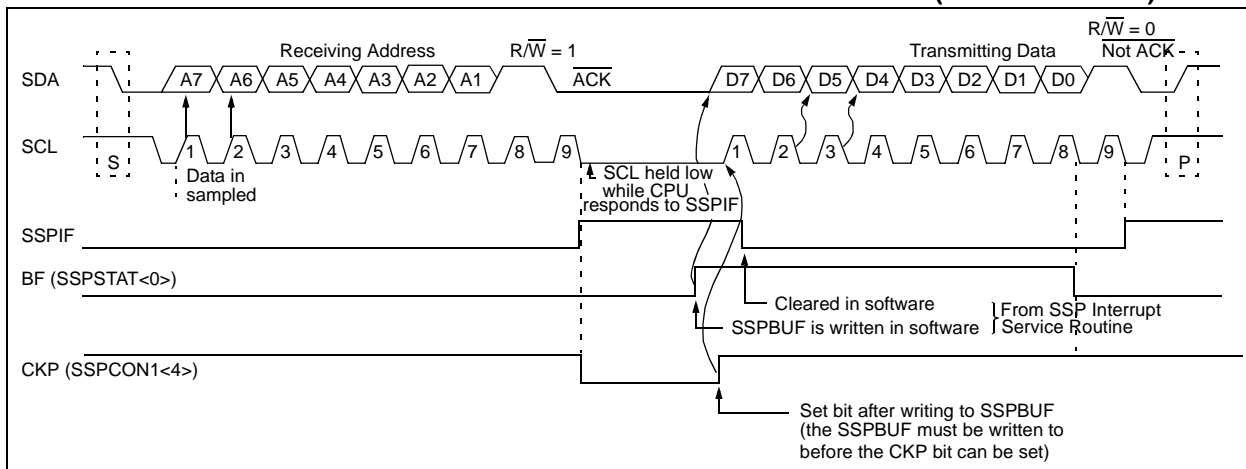 R/W̅ = 0
Receiving Address R/W̅ = 1 Transmitting Data N̅o̅t̅ ̅A̅C̅K̅
SDA A7 A6 A5 A4 A3 A2 A1 A̅C̅K̅ D7 D6 D5 D4 D3 D2 D1 D0
SCL 1 2 3 4 5 6 7 8 9 1 2 3 4 5 6 7 8 9
S Data in sampled
SCL held low
while CPU
responds to SSPIF
P
SSPIF
BF (SSPSTAT<0>)
Cleared in software
SSPBUF is written in software
From SSP Interrupt
Service Routine
CKP (SSPCON1<4>)
Set bit after writing to SSPBUF
(the SSPBUF must be written to
before the CKP bit can be set)